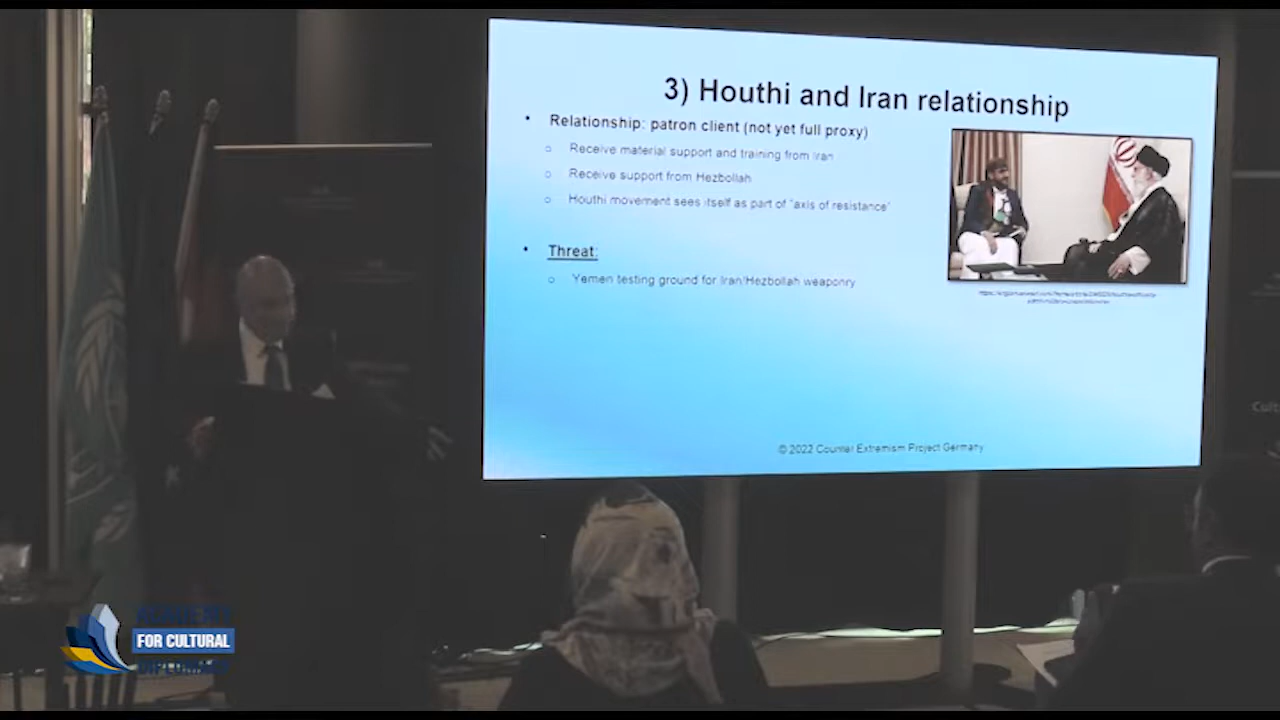 3) Houthi and Iran relationship
• Relationship: patron client (not yet full proxy)
○ Receive material support and training from Iran
○ Receive support from Hezbollah
○ Houthi movement sees itself as part of "axis of resistance"
• Threat:
○ Yemen testing ground for Iran/Hezbollah weaponry
© 2022 Counter Extremism Project Germany
ACADEMY
FOR CULTURAL
DIPLOMACY